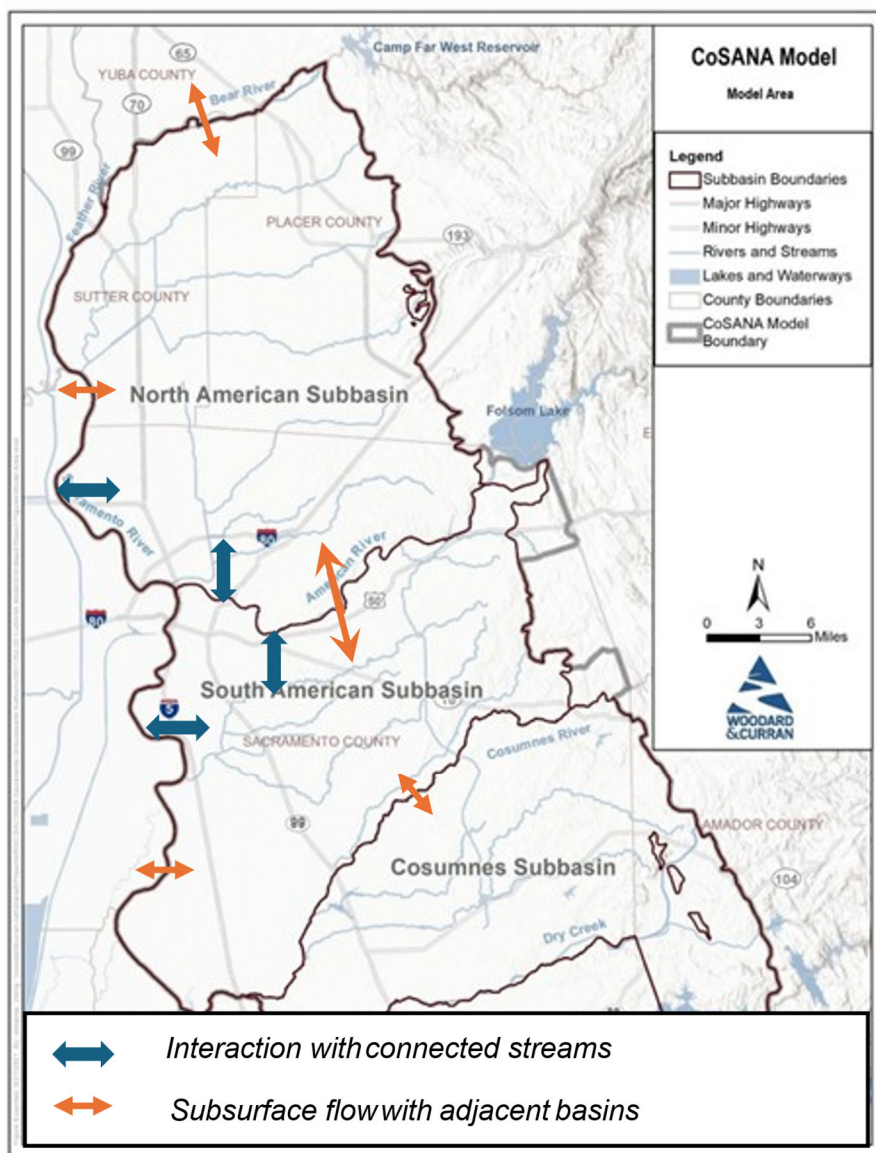 Camp Far West Reservoir
65
YUBA COUNTY
Bear River
70
99
Feather River
PLACER COUNTY
193
SUTTER COUNTY
North American Subbasin
Folsom Lake
Sacramento River
80
American River
50
80
South American Subbasin
5
16
SACRAMENTO COUNTY
Cosumnes River
99
AMADOR COUNTY
Cosumnes Subbasin
104
Dry Creek
CoSANA Model
Model Area
Legend
Subbasin Boundaries
Major Highways
Minor Highways
Rivers and Streams
Lakes and Waterways
County Boundaries
CoSANA Model
Boundary
N
0 3 6
Miles
WOODARD
&CURRAN
Interaction with connected streams
Subsurface flow with adjacent basins